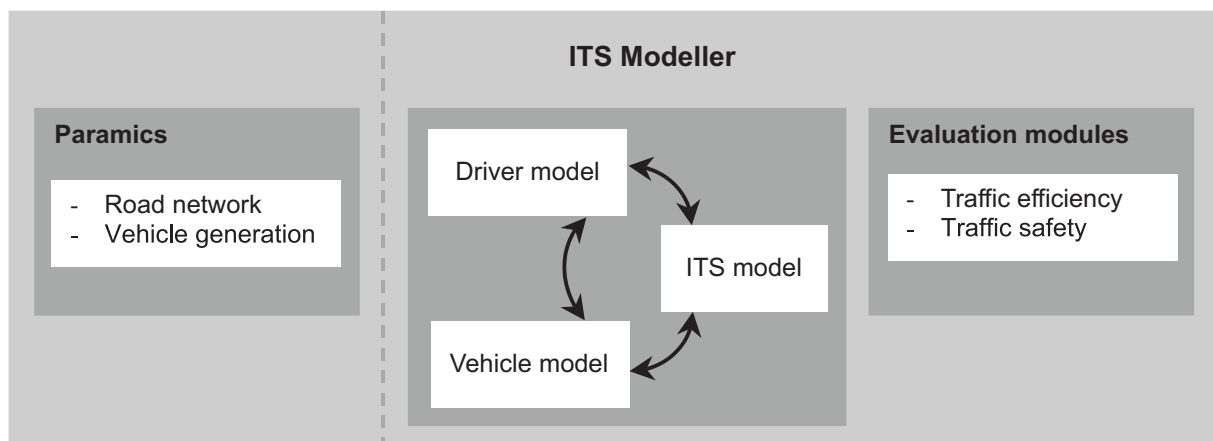 ITS Modeller
Paramics
- Road network
- Vehicle generation
Driver model
ITS model
Vehicle model
Evaluation modules
- Traffic efficiency
- Traffic safety